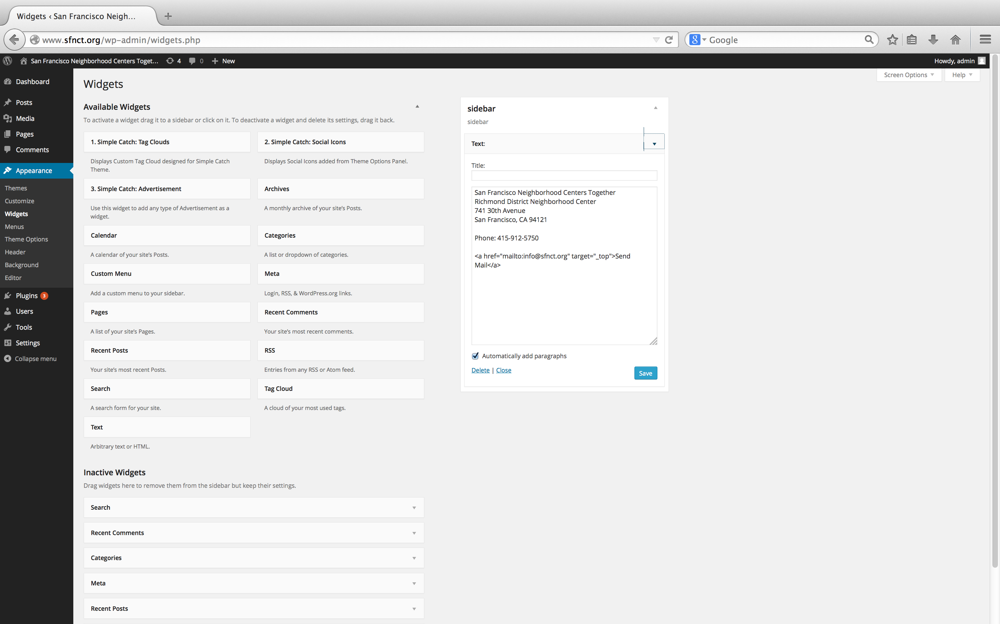 Widgets ‹ San Francisco Neigh...
www.sfnct.org/wp-admin/widgets.php
Google
San Francisco Neighborhood Centers Toget...
4
0
New
Howdy, admin
Screen Options
Help
Dashboard
Posts
Media
Pages
Comments
Appearance
Themes
Customize
Widgets
Menus
Theme Options
Header
Background
Editor
Plugins 3
Users
Tools
Settings
Collapse menu
Widgets
Available Widgets
To activate a widget drag it to a sidebar or click on it. To deactivate a widget and delete its settings, drag it back.
1. Simple Catch: Tag Clouds
Displays Custom Tag Cloud designed for Simple Catch
Theme.
2. Simple Catch: Social Icons
Displays Social Icons added from Theme Options Panel.
3. Simple Catch: Advertisement
Use this widget to add any type of Advertisement as a
widget.
Archives
A monthly archive of your site's Posts.
Calendar
A calendar of your site's Posts.
Categories
A list or dropdown of categories.
Custom Menu
Add a custom menu to your sidebar.
Meta
Login, RSS, & WordPress.org links.
Pages
A list of your site's Pages.
Recent Comments
Your site's most recent comments.
Recent Posts
Your site's most recent Posts.
RSS
Entries from any RSS or Atom feed.
Search
A search form for your site.
Tag Cloud
A cloud of your most used tags.
Text
Arbitrary text or HTML.
Inactive Widgets
Drag widgets here to remove them from the sidebar but keep their settings.
Search
Recent Comments
Categories
Meta
Recent Posts
sidebar
sidebar
Text:
Title:
San Francisco Neighborhood Centers Together
Richmond District Neighborhood Center
741 30th Avenue
San Francisco, CA 94121
Phone: 415-912-5750
<a href="mailto:info@sfnct.org" target="_top">Send
Mail</a>
Automatically add paragraphs
Delete | Close
Save